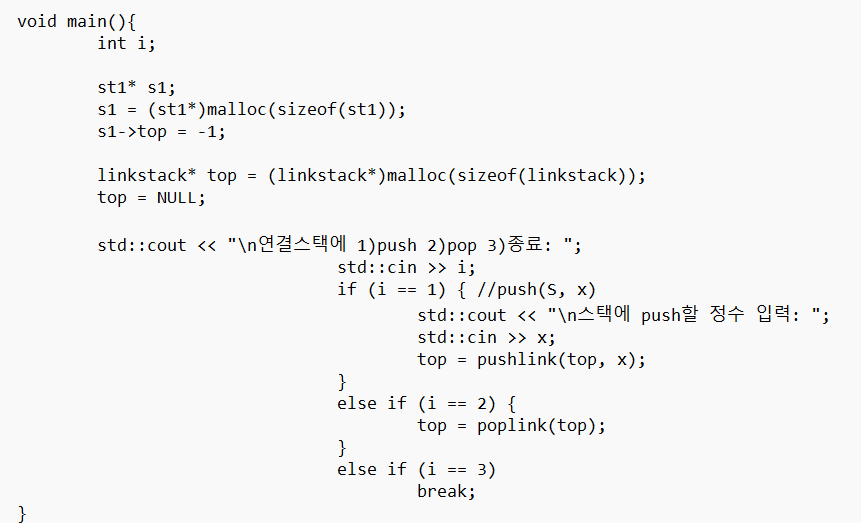 void main(){
int i;
st1* s1;
s1 = (st1*)malloc(sizeof(st1));
s1->top = -1;
linkstack* top = (linkstack*)malloc(sizeof(linkstack));
top = NULL;
std::cout << "\n연결스택에 1)push 2)pop 3)종료: ";
std::cin >> i;
if (i == 1) { //push(S, x)
std::cout << "\n스택에 push할 정수 입력: ";
std::cin >> x;
top = pushlink(top, x);
}
else if (i == 2) {
top = poplink(top);
}
else if (i == 3)
break;
}